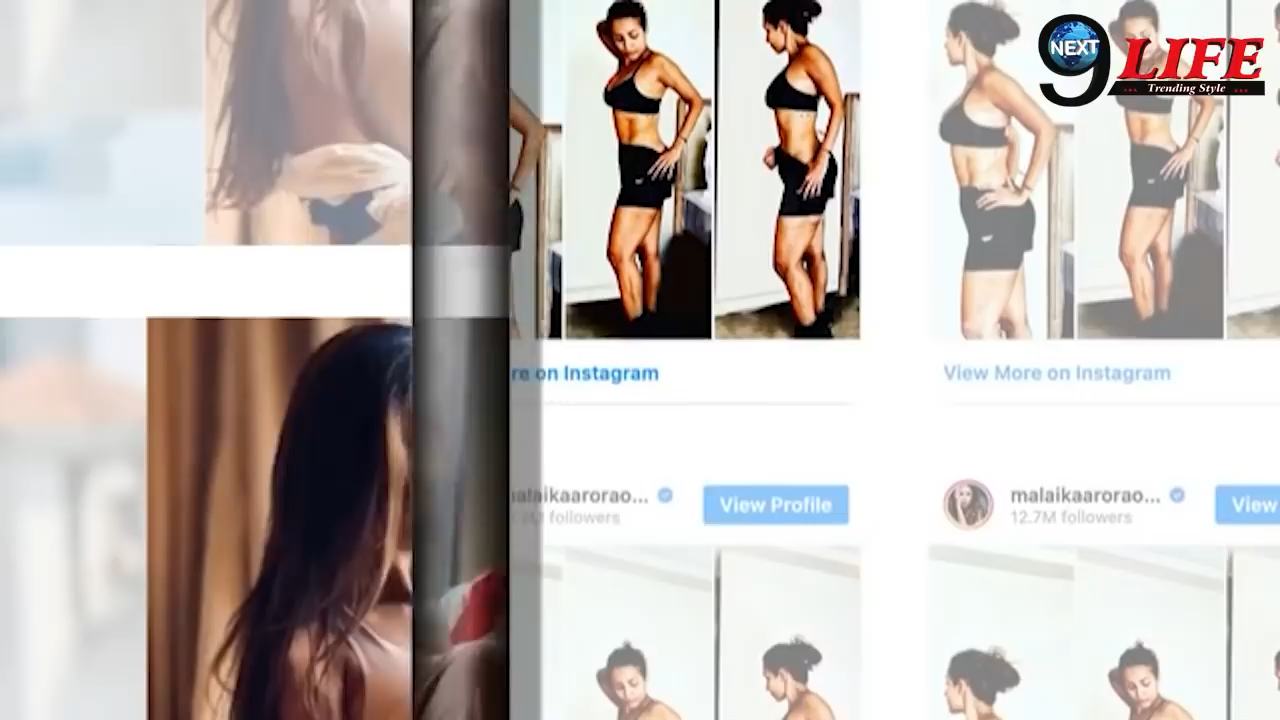 NEXT
9 LIFE
Trending Style
re on Instagram
View More on Instagram
malaikaarorao...
View Profile
followers
malaikaarorao...
View
12.7M followers